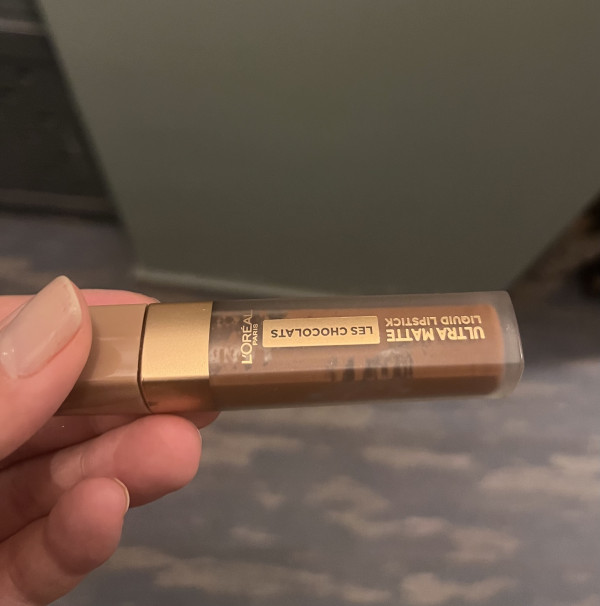 ULTRA MATTE
LIQUID LIPSTICK
LES CHOCOLATS
L'ORÉAL
PARIS